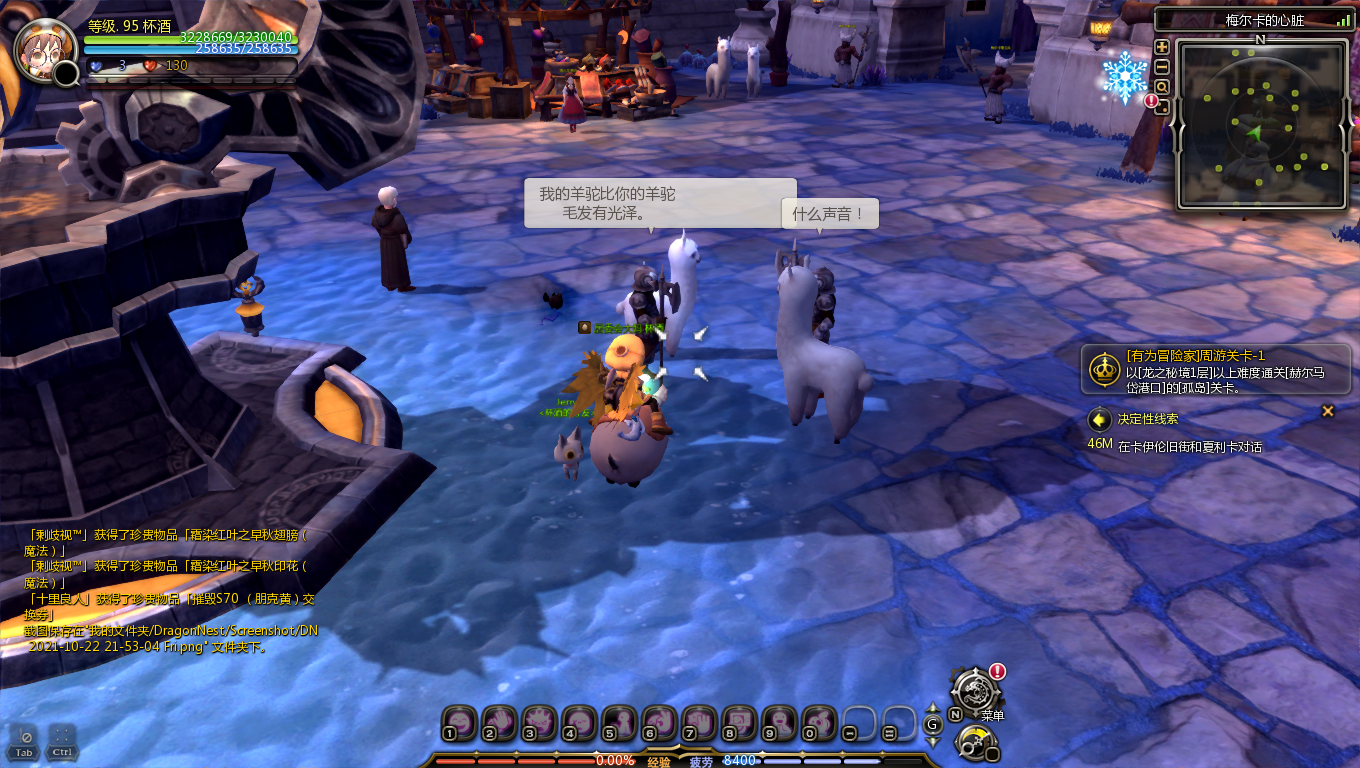 等级. 95 杯酒
3228669/3230040
258635/258635
3 130
梅尔卡的心脏
N
我的羊驼比你的羊驼
毛发有光泽。
什么声音！
[有为冒险家]周游关卡-1
以[龙之秘境1层]以上难度通关[赫尔马
岱港口]的[孤岛]关卡。
决定性线索
46M 在卡伊伦旧街和夏利卡对话
「剩歧视™」获得了珍贵物品「霜染红叶之早秋翅膀（
魔法）」
「剩歧视™」获得了珍贵物品「霜染红叶之早秋印花（
魔法）」
「十里良人」获得了珍贵物品「摧毁S70 （朋克黄）交
换券」
截图保存在"我的文件夹/DragonNest/Screenshot/DN
2021-10-22 21-53-04 Fri.png" 文件夹下。
Tab Ctrl
1 2 3 4 5 6 7 8 9 0 - =
G
N 菜单
0.00% 经验 疲劳 8400